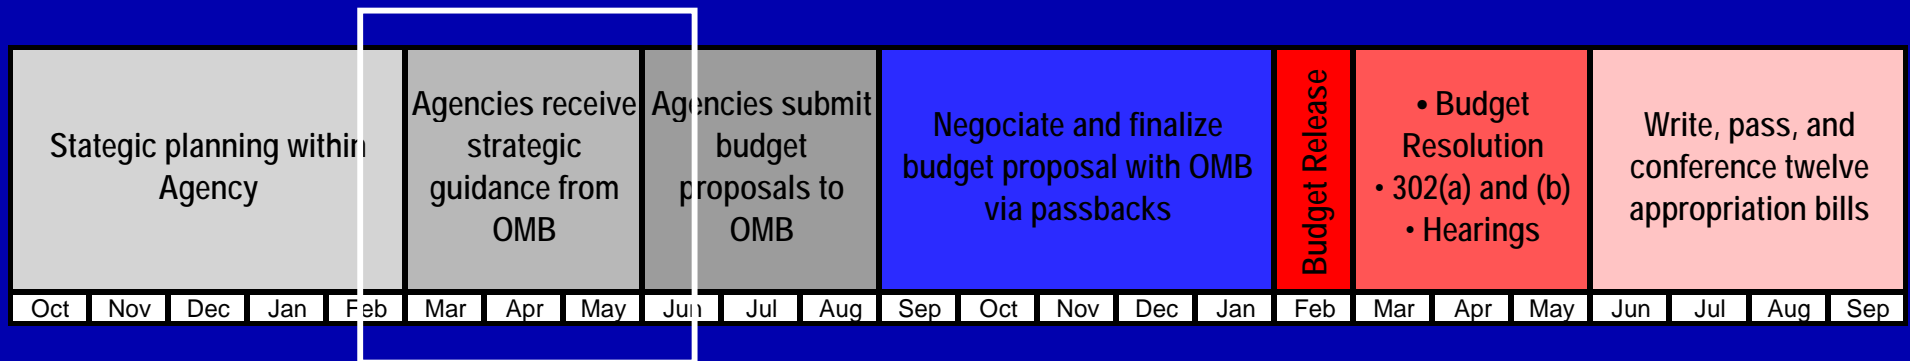 Stategic planning within
Agency
Agencies receive
strategic
guidance from
OMB
Agencies submit
budget
proposals to
OMB
Negociate and finalize
budget proposal with OMB
via passbacks
Budget Release
• Budget
Resolution
• 302(a) and (b)
• Hearings
Write, pass, and
conference twelve
appropriation bills
Oct Nov Dec Jan Feb Mar Apr May Jun Jul Aug Sep Oct Nov Dec Jan Feb Mar Apr May Jun Jul Aug Sep